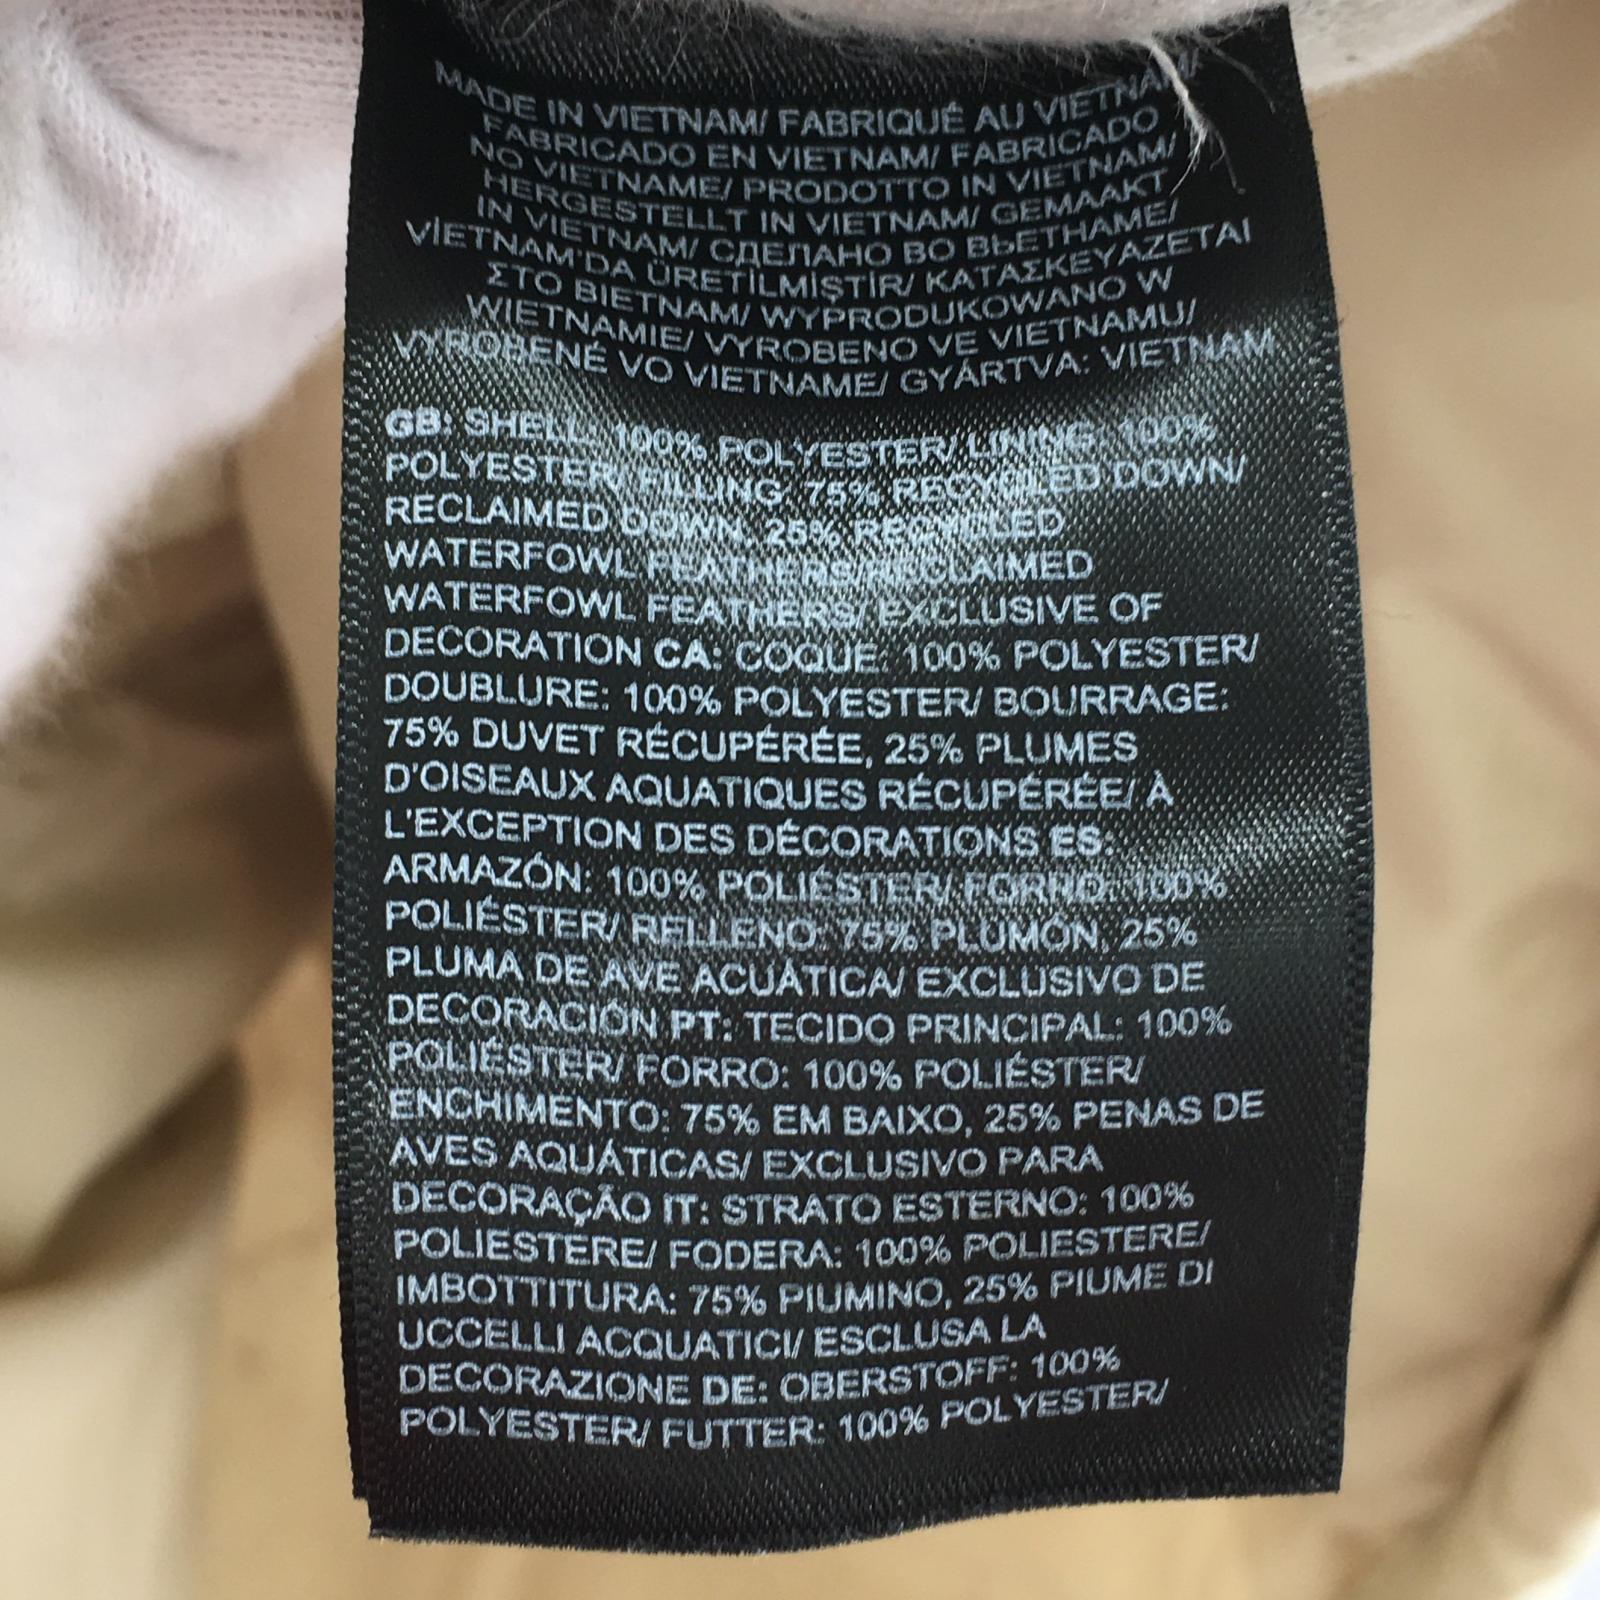 MADE IN VIETNAM/ FABRIQUÉ AU VIETNAM/
FABRICADO EN VIETNAM/ FABRICADO
NO VIETNAME/ PRODOTTO IN VIETNAM/
HERGESTELLT IN VIETNAM/ GEMAAKT
IN VIETNAM/ СДЕЛАНО ВО ВЬЕТНАМЕ/
VİETNAM'DA ÜRETİLMİŞTİR/ ΚΑΤΑΣΚΕΥΑΖΕΤΑΙ
ΣΤΟ ΒΙΕΤΝΑΜ/ WYPRODUKOWANO W
WIETNAMIE/ VYROBENO VE VIETNAMU/
VYROBENÉ VO VIETNAME/ GYÁRTVA: VIETNAM
GB: SHELL: 100% POLYESTER/ LINING: 100%
POLYESTER/ FILLING: 75% RECYCLED DOWN/
RECLAIMED DOWN, 25% RECYCLED
WATERFOWL FEATHERS/RECLAIMED
WATERFOWL FEATHERS/ EXCLUSIVE OF
DECORATION CA: COQUE: 100% POLYESTER/
DOUBLURE: 100% POLYESTER/ BOURRAGE:
75% DUVET RÉCUPÉRÉE, 25% PLUMES
D'OISEAUX AQUATIQUES RÉCUPÉRÉE/ À
L'EXCEPTION DES DÉCORATIONS ES:
ARMAZÓN: 100% POLIÉSTER/ FORRO: 100%
POLIÉSTER/ RELLENO: 75% PLUMÓN, 25%
PLUMA DE AVE ACUÁTICA/ EXCLUSIVO DE
DECORACIÓN PT: TECIDO PRINCIPAL: 100%
POLIÉSTER/ FORRO: 100% POLIÉSTER/
ENCHIMENTO: 75% EM BAIXO, 25% PENAS DE
AVES AQUÁTICAS/ EXCLUSIVO PARA
DECORAÇÃO IT: STRATO ESTERNO: 100%
POLIESTERE/ FODERA: 100% POLIESTERE/
IMBOTTITURA: 75% PIUMINO, 25% PIUME DI
UCCELLI ACQUATICI/ ESCLUSA LA
DECORAZIONE DE: OBERSTOFF: 100%
POLYESTER/ FUTTER: 100% POLYESTER/